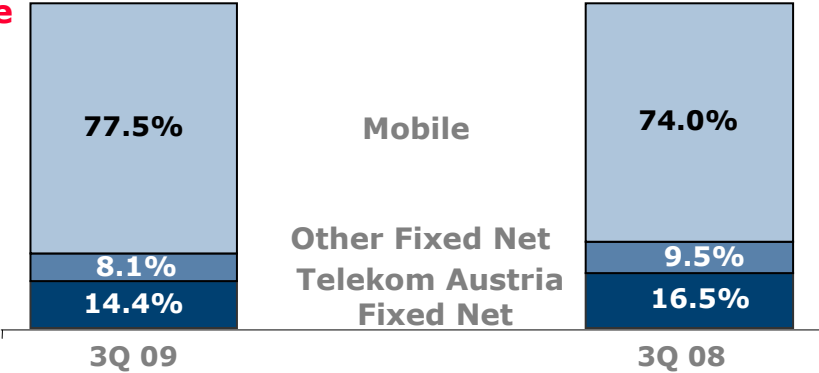 e
77.5%
Mobile
74.0%
Other Fixed Net
8.1%
9.5%
Telekom Austria
Fixed Net
14.4%
16.5%
3Q 09
3Q 08